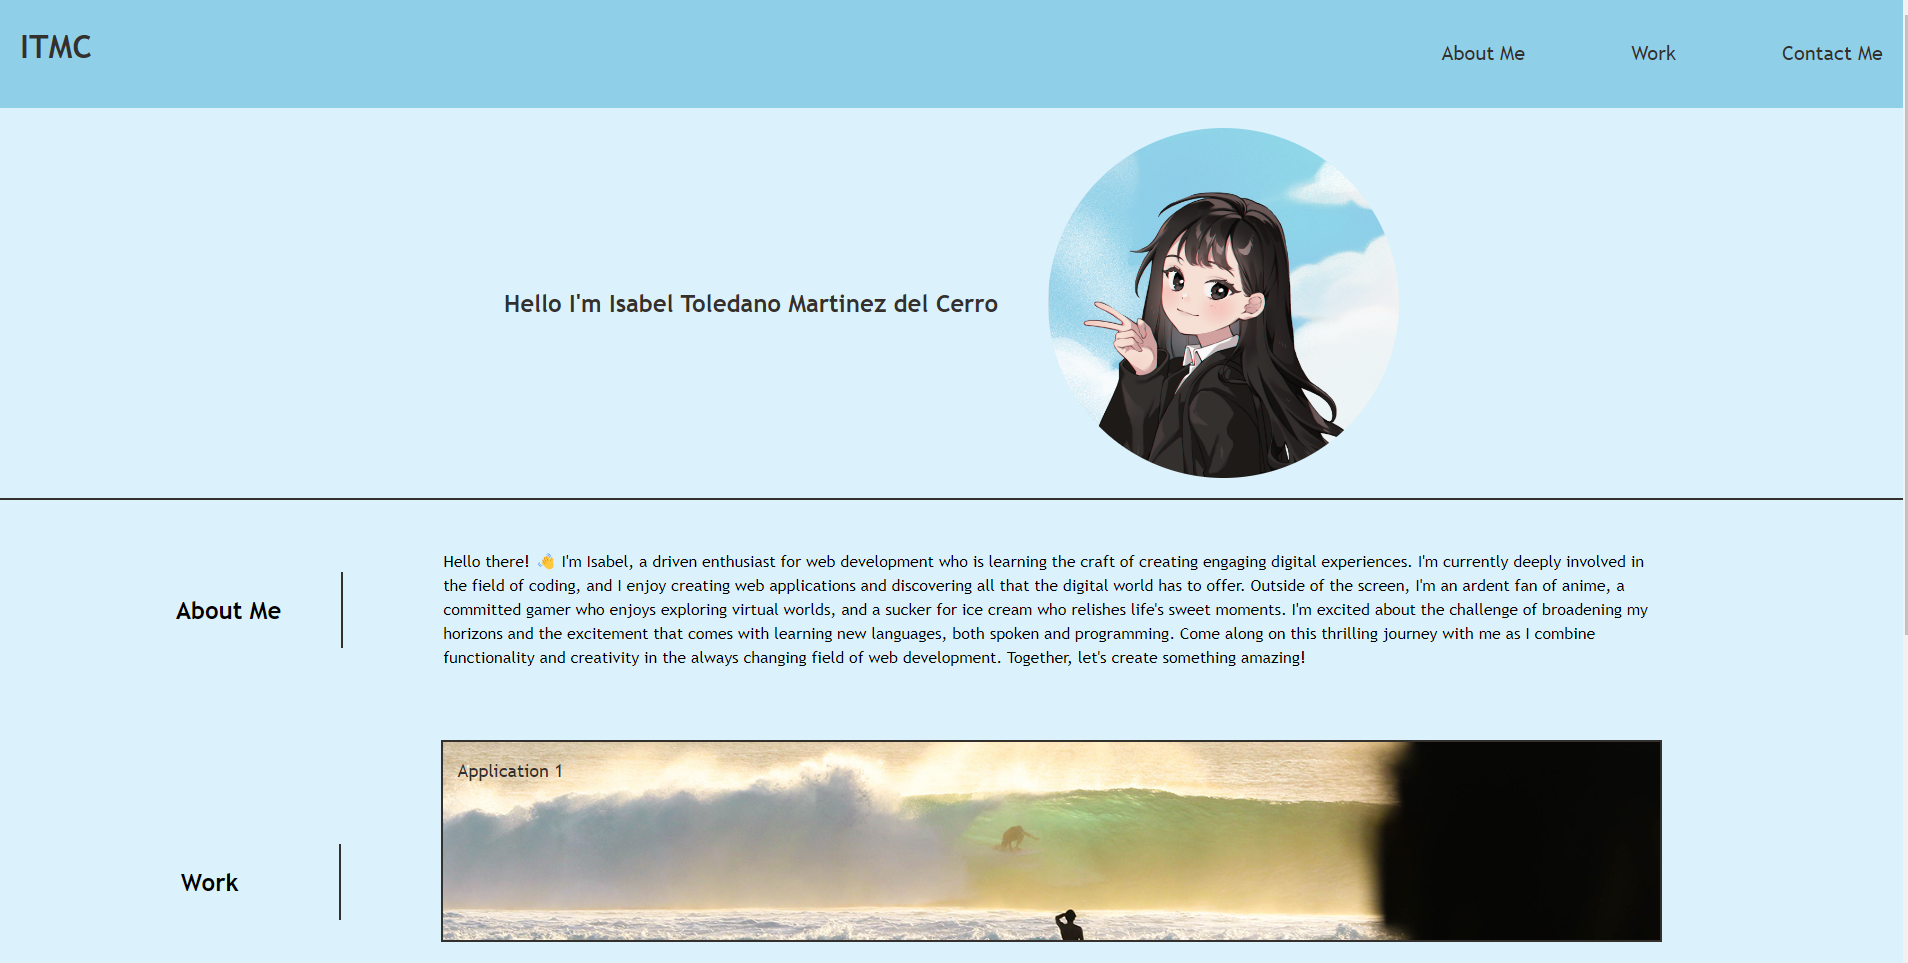 ITMC
About Me
Work
Contact Me
Hello I'm Isabel Toledano Martinez del Cerro
About Me
Hello there! 👋 I'm Isabel, a driven enthusiast for web development who is learning the craft of creating engaging digital experiences. I'm currently deeply involved in
the field of coding, and I enjoy creating web applications and discovering all that the digital world has to offer. Outside of the screen, I'm an ardent fan of anime, a
committed gamer who enjoys exploring virtual worlds, and a sucker for ice cream who relishes life's sweet moments. I'm excited about the challenge of broadening my
horizons and the excitement that comes with learning new languages, both spoken and programming. Come along on this thrilling journey with me as I combine
functionality and creativity in the always changing field of web development. Together, let's create something amazing!
Work
Application 1